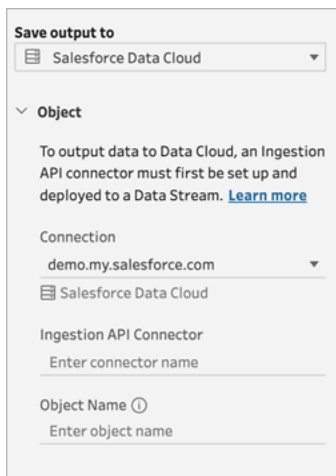 Save output to
Salesforce Data Cloud
Object
To output data to Data Cloud, an Ingestion
API connector must first be set up and
deployed to a Data Stream. Learn more
Connection
demo.my.salesforce.com
Salesforce Data Cloud
Ingestion API Connector
Enter connector name
Object Name
Enter object name